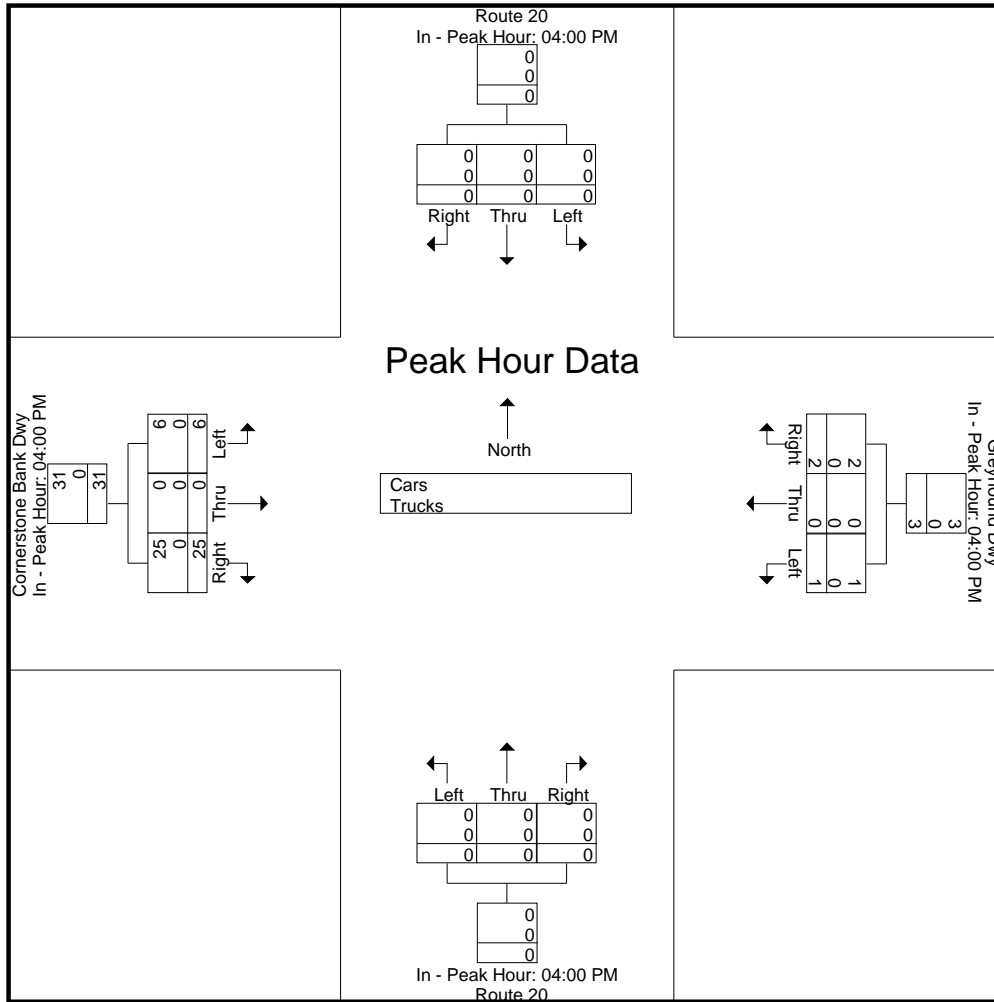 Route 20
In - Peak Hour: 04:00 PM
0
0
0
0 0 0
0 0 0
0 0 0
Right Thru Left
Peak Hour Data
North
Cars
Trucks
Cornerstone Bank Dwy
In - Peak Hour: 04:00 PM
31
0
31
6 0 25
0 0 0
6 0 25
Left Thru Right
Greyhound Dwy
In - Peak Hour: 04:00 PM
3
0
3
2 0 1
0 0 0
2 0 1
Right Thru Left
Left Thru Right
0 0 0
0 0 0
0 0 0
0
0
0
In - Peak Hour: 04:00 PM
Route 20